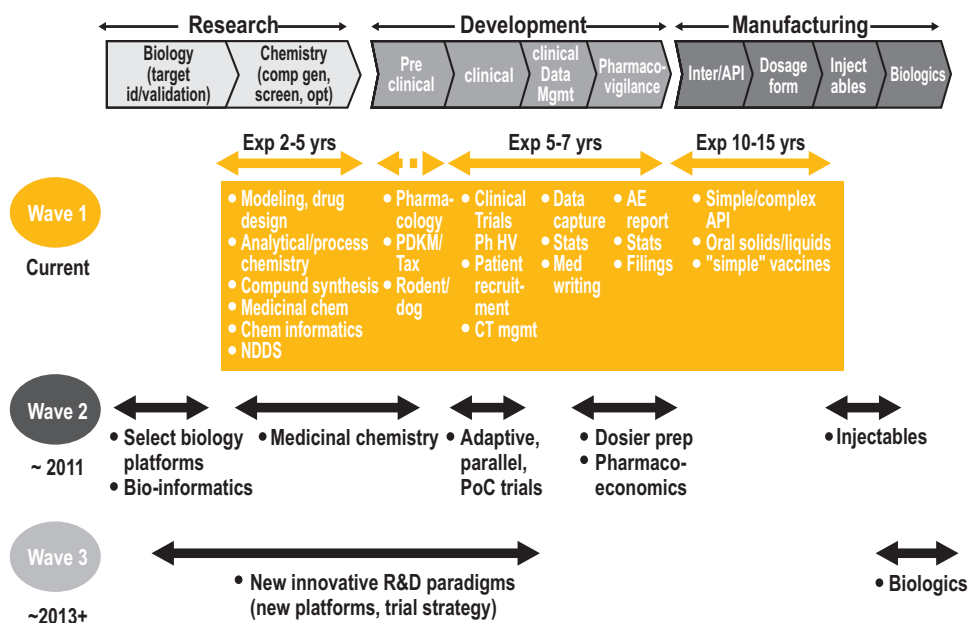 Research
Development
Manufacturing
Biology
(target
id/validation)
Chemistry
(comp gen,
screen, opt)
Pre
clinical
clinical
clinical
Data
Mgmt
Pharmaco-
vigilance
Inter/API
Dosage
form
Inject
ables
Biologics
Exp 2-5 yrs
Exp 5-7 yrs
Exp 10-15 yrs
Wave 1
Current
• Modeling, drug
design
• Analytical/process
chemistry
• Compund synthesis
• Medicinal chem
• Chem informatics
• NDDS
• Pharma-
cology
• PDKM/
Tax
• Rodent/
dog
• Clinical
Trials
Ph HV
• Patient
recruit-
ment
• CT mgmt
• Data
capture
• Stats
• Med
writing
• AE
report
• Stats
• Filings
• Simple/complex
API
• Oral solids/liquids
• "simple" vaccines
Wave 2
~ 2011
• Select biology
platforms
• Bio-informatics
• Medicinal chemistry
• Adaptive,
parallel,
PoC trials
• Dosier prep
• Pharmaco-
economics
• Injectables
Wave 3
~2013+
• New innovative R&D paradigms
(new platforms, trial strategy)
• Biologics